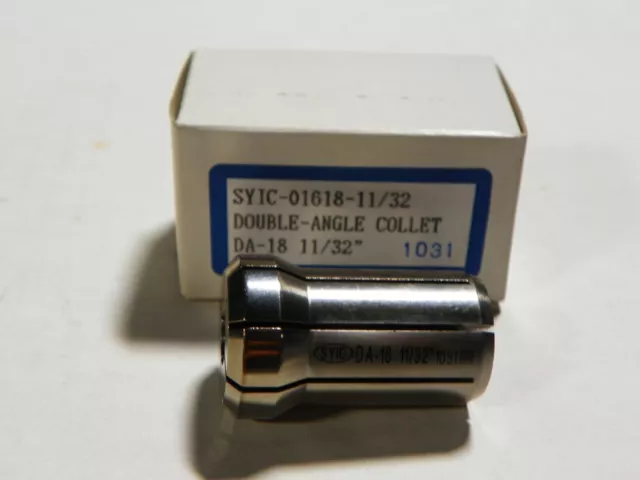 SYIC-01618-11/32
DOUBLE-ANGLE COLLET
DA-18 11/32" 1031
SYIC DA-18 11/32"